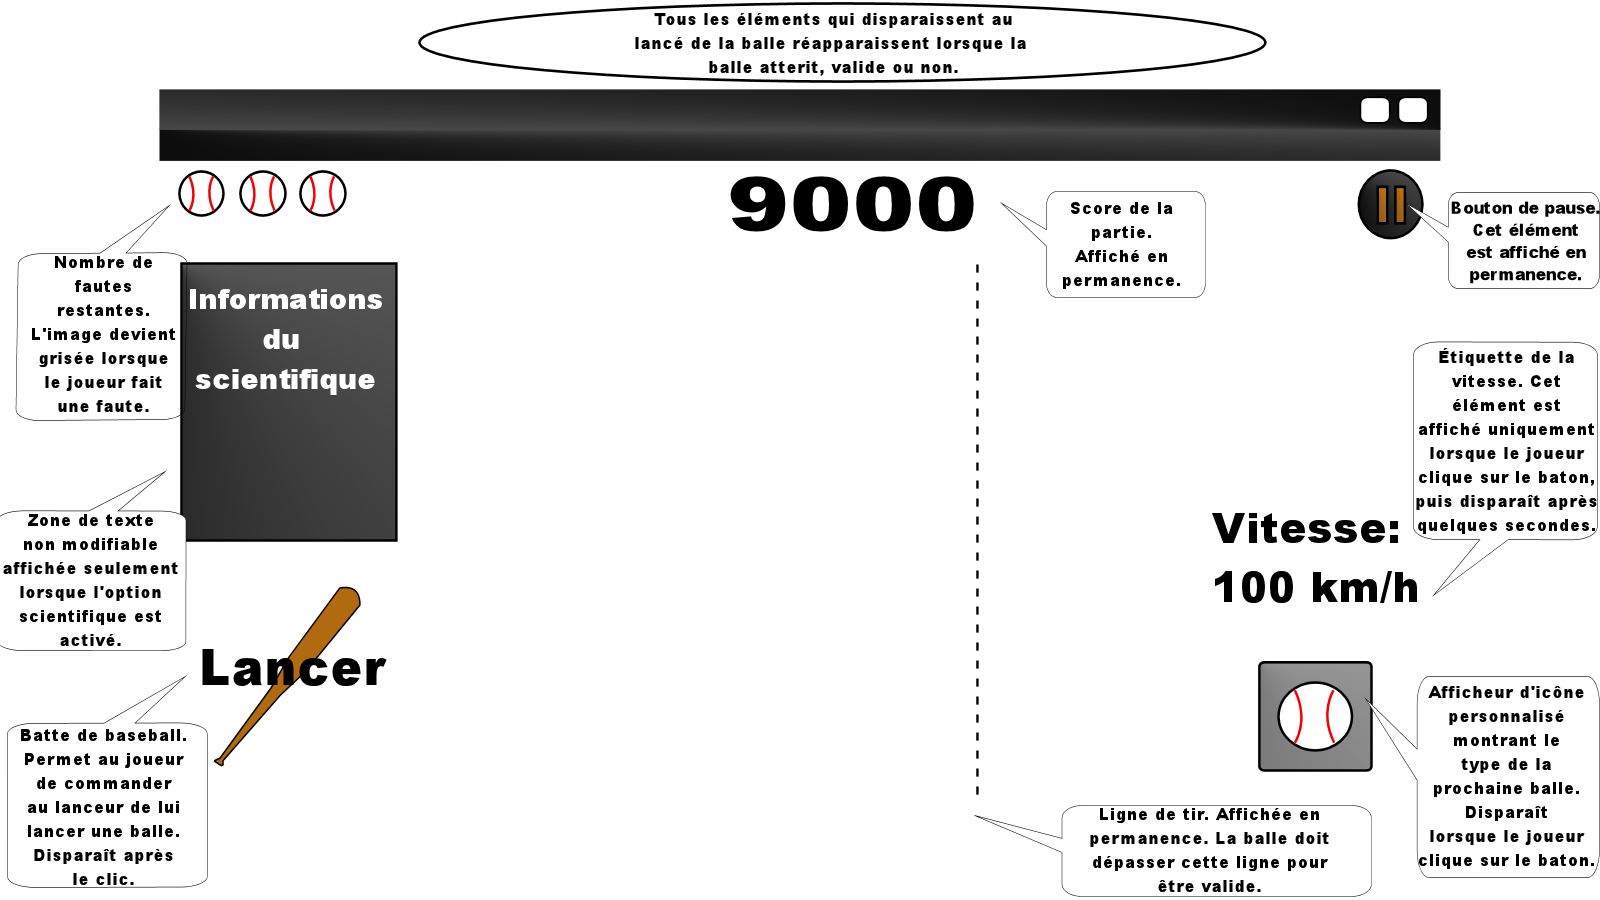 Tous les éléments qui disparaissent au
lancé de la balle réapparaissent lorsque la
balle atterit, valide ou non.
9000
Score de la
partie.
Affiché en
permanence.
Bouton de pause.
Cet élément
est affiché en
permanence.
Nombre de
fautes
restantes.
L'image devient
grisée lorsque
le joueur fait
une faute.
Informations
du
scientifique
Étiquette de la
vitesse. Cet
élément est
affiché uniquement
lorsque le joueur
clique sur le baton,
puis disparaît après
quelques secondes.
Vitesse:
100 km/h
Zone de texte
non modifiable
affichée seulement
lorsque l'option
scientifique est
activé.
Lancer
Batte de baseball.
Permet au joueur
de commander
au lanceur de lui
lancer une balle.
Disparaît après
le clic.
Afficheur d'icône
personnalisé
montrant le
type de la
prochaine balle.
Disparaît
lorsque le joueur
clique sur le baton.
Ligne de tir. Affichée en
permanence. La balle doit
dépasser cette ligne pour
être valide.